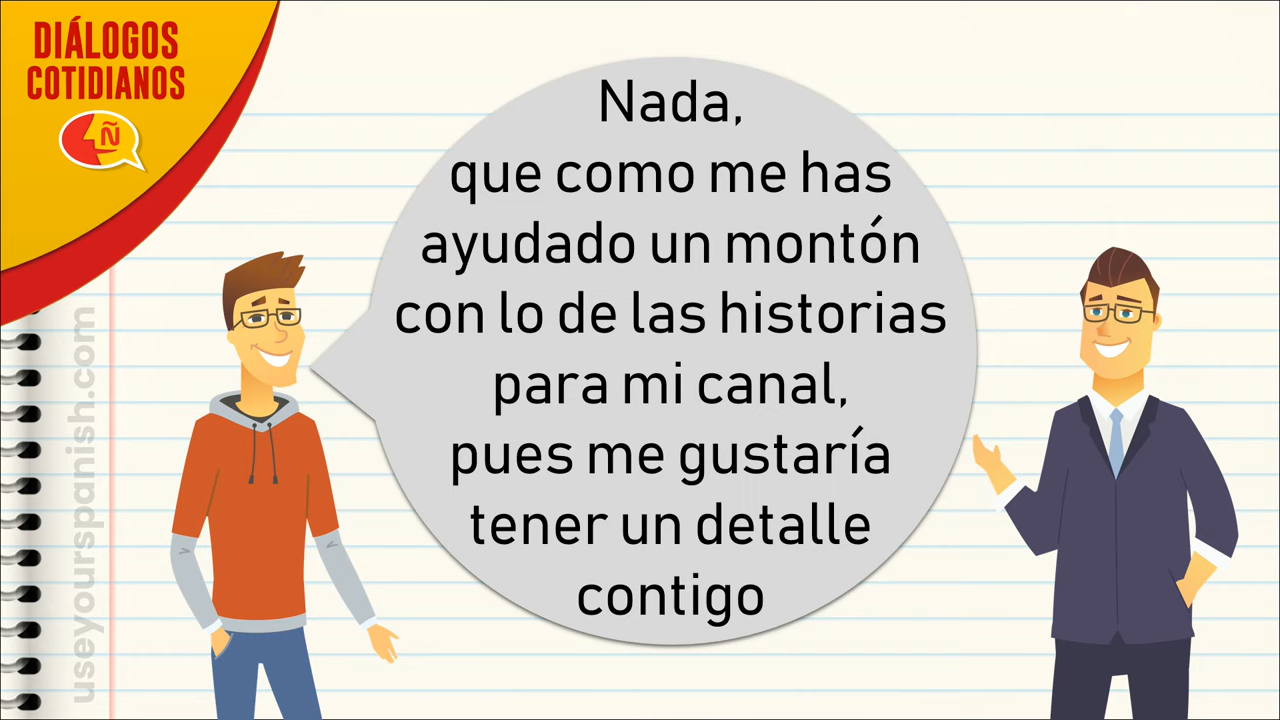 DIÁLOGOS
COTIDIANOS
Ñ
Nada,
que como me has
ayudado un montón
con lo de las historias
para mi canal,
pues me gustaría
tener un detalle
contigo
useyourspanish.com